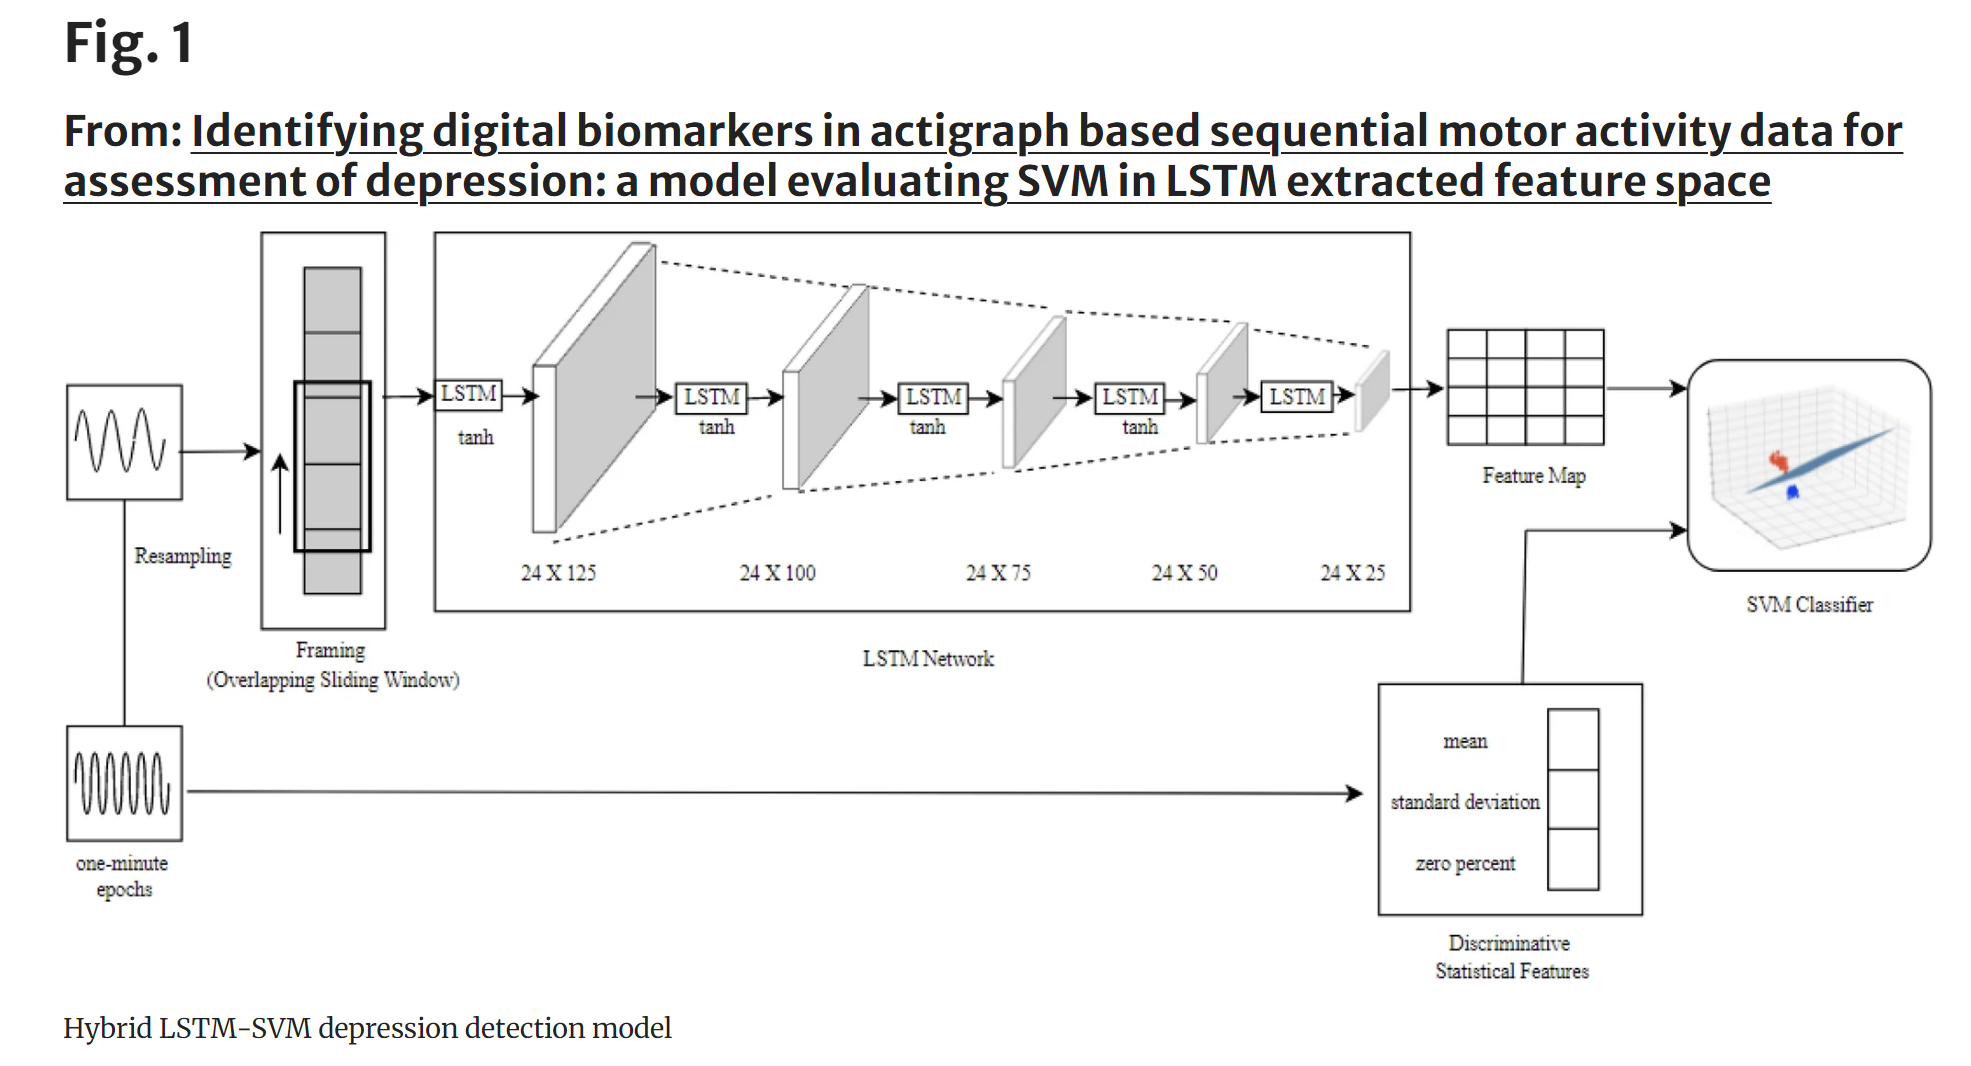 Fig. 1
From: Identifying digital biomarkers in actigraph based sequential motor activity data for
assessment of depression: a model evaluating SVM in LSTM extracted feature space
LSTM
tanh
LSTM
tanh
LSTM
tanh
LSTM
tanh
LSTM
24 X 125
24 X 100
24 X 75
24 X 50
24 X 25
LSTM Network
Feature Map
SVM Classifier
Resampling
Framing
(Overlapping Sliding Window)
one-minute
epochs
mean
standard deviation
zero percent
Discriminative
Statistical Features
Hybrid LSTM-SVM depression detection model